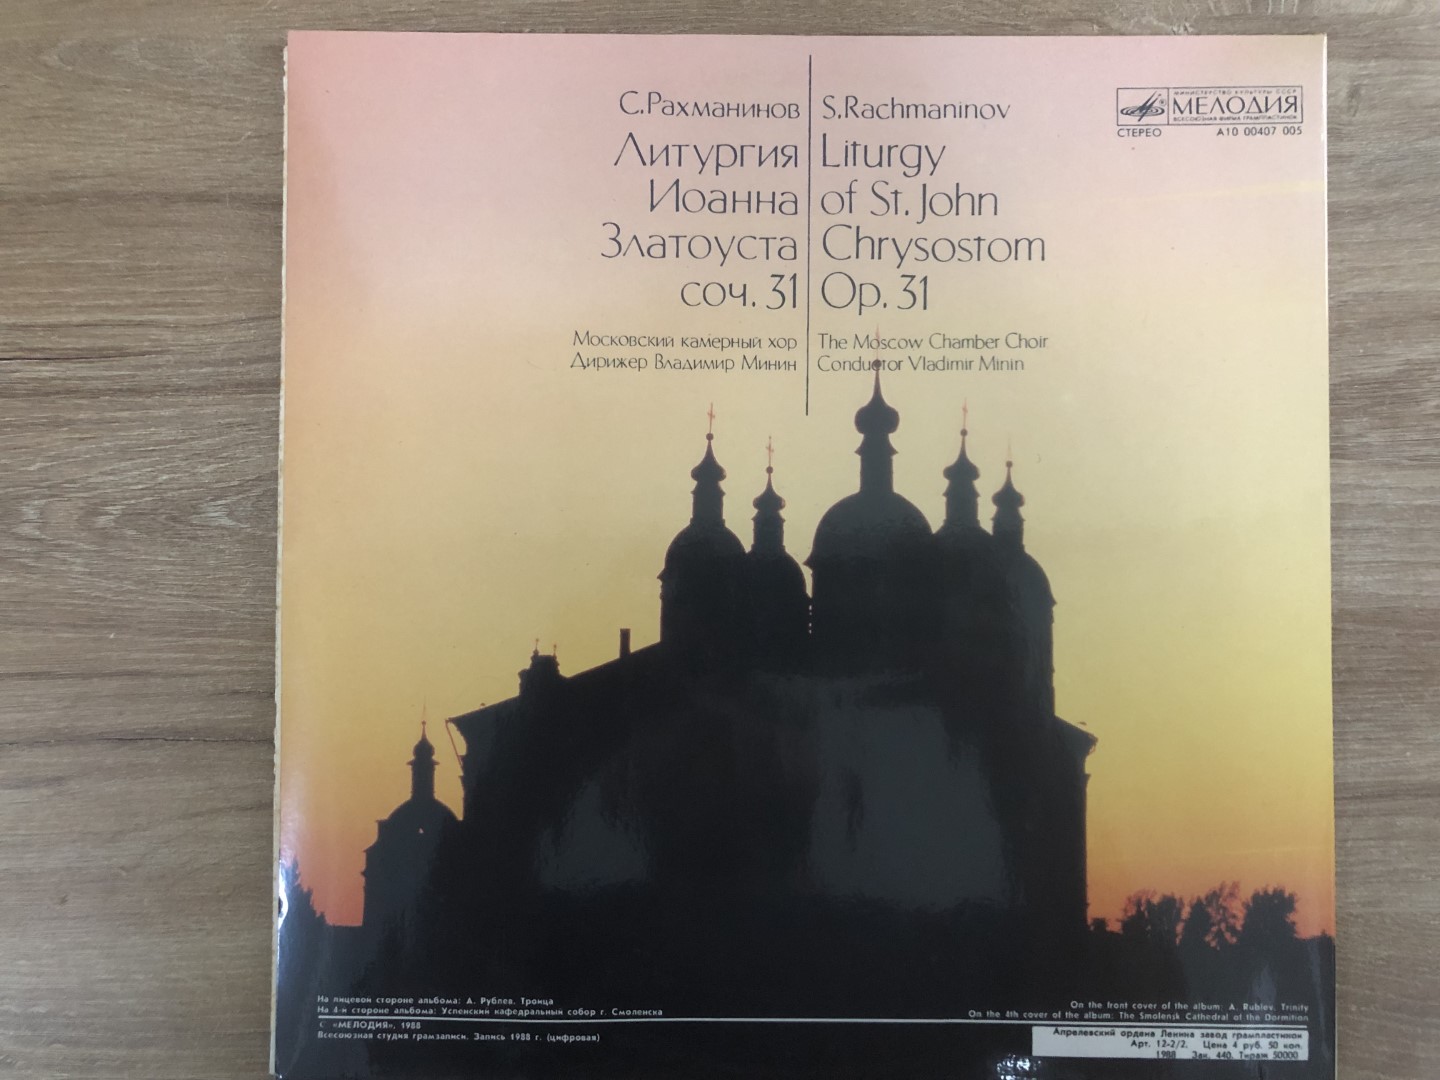 С.Рахманинов
Литургия
Иоанна
Златоуста
соч. 31
Московский камерный хор
Дирижер Владимир Минин
S.Rachmaninov
Liturgy
of St. John
Chrysostom
Op. 31
The Moscow Chamber Choir
Conductor Vladimir Minin
МИНИСТЕРСТВО КУЛЬТУРЫ СССР
МЕЛОДИЯ
ВСЕСОЮЗНАЯ ФИРМА ГРАМПЛАСТИНОК
СТЕРЕО А10 00407 005
На лицевой стороне альбома: А. Рублев. Троица
На 4-й стороне альбома: Успенский кафедральный собор г. Смоленска
© «МЕЛОДИЯ», 1988
Всесоюзная студия грамзаписи. Запись 1988 г. (цифровая)
On the front cover of the album: A. Rublev. Trinity
On the 4th cover of the album: The Smolensk Cathedral of the Dormition
Апрелевский ордена Ленина завод грампластинок
Арт. 12-2/2. Цена 4 руб. 50 коп.
1988 Зак. 440. Тираж 50000